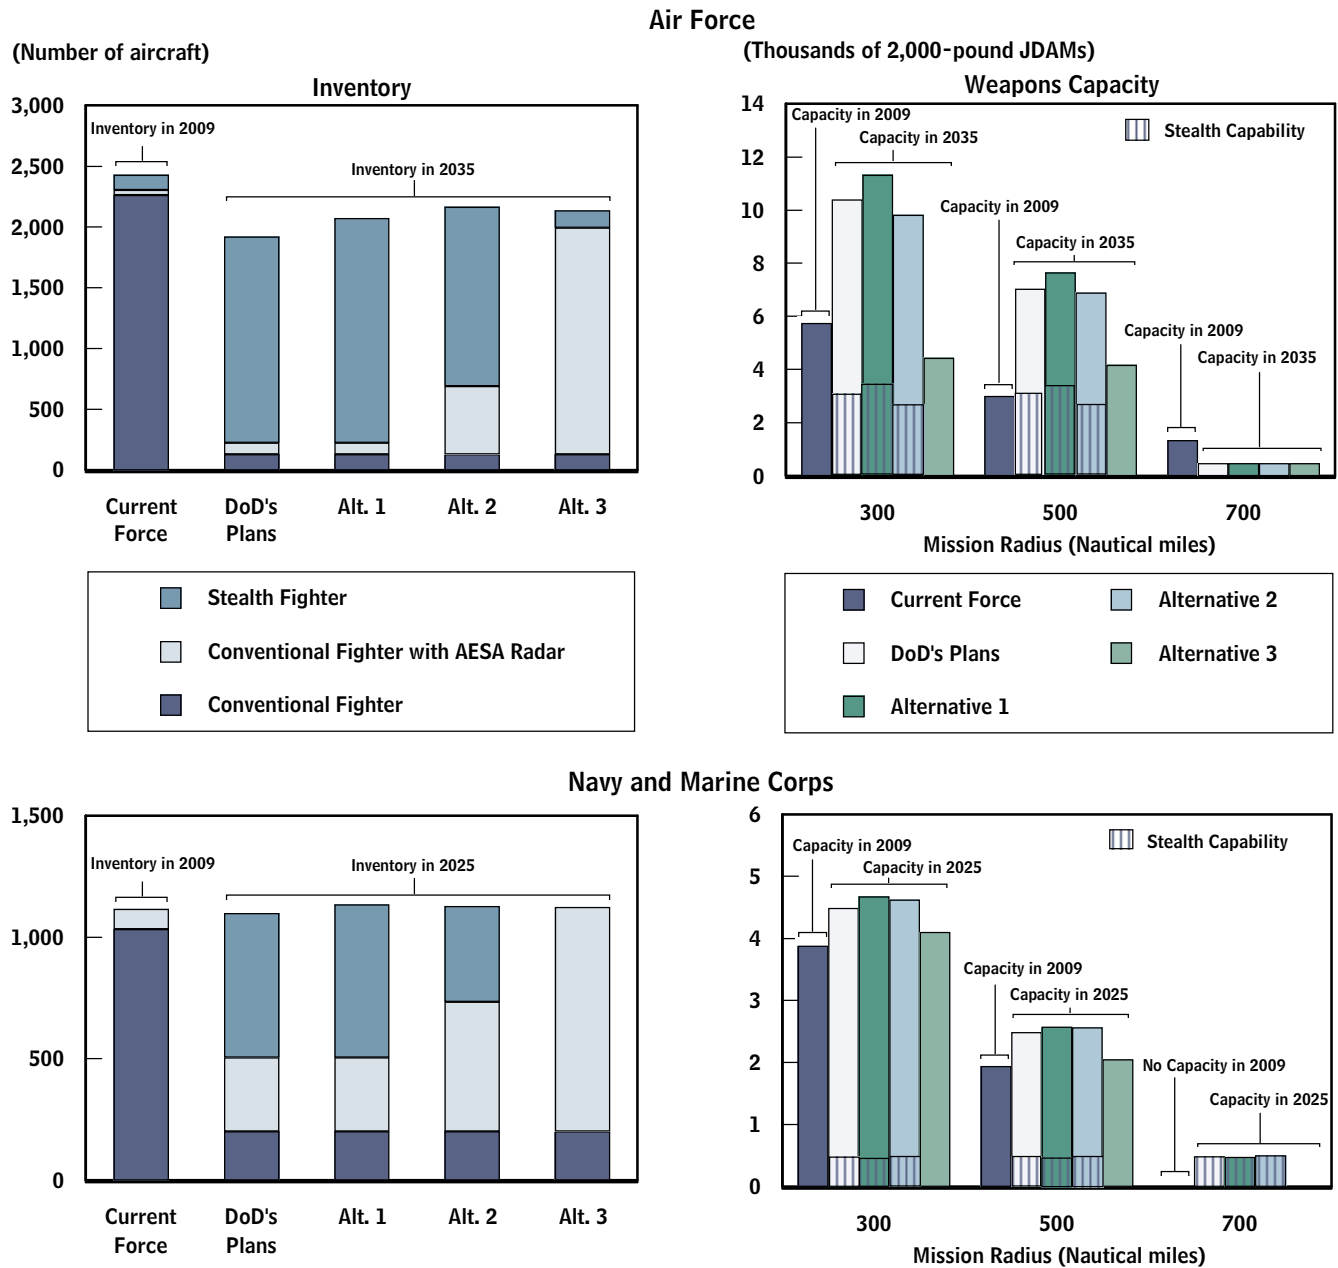 Air Force
(Number of aircraft)
(Thousands of 2,000-pound JDAMs)
Inventory
3,000
2,500
2,000
1,500
1,000
500
0
Inventory in 2009
Inventory in 2035
Current
Force
DoD's
Plans
Alt. 1
Alt. 2
Alt. 3
Stealth Fighter
Conventional Fighter with AESA Radar
Conventional Fighter
Weapons Capacity
14
12
10
8
6
4
2
0
Capacity in 2009
Capacity in 2035
Stealth Capability
Capacity in 2009
Capacity in 2035
Capacity in 2009
Capacity in 2035
300
500
700
Mission Radius (Nautical miles)
Current Force
DoD's Plans
Alternative 1
Alternative 2
Alternative 3
Navy and Marine Corps
1,500
1,000
500
0
Inventory in 2009
Inventory in 2025
Current
Force
DoD's
Plans
Alt. 1
Alt. 2
Alt. 3
6
5
4
3
2
1
0
Stealth Capability
Capacity in 2009
Capacity in 2025
Capacity in 2009
Capacity in 2025
No Capacity in 2009
Capacity in 2025
300
500
700
Mission Radius (Nautical miles)